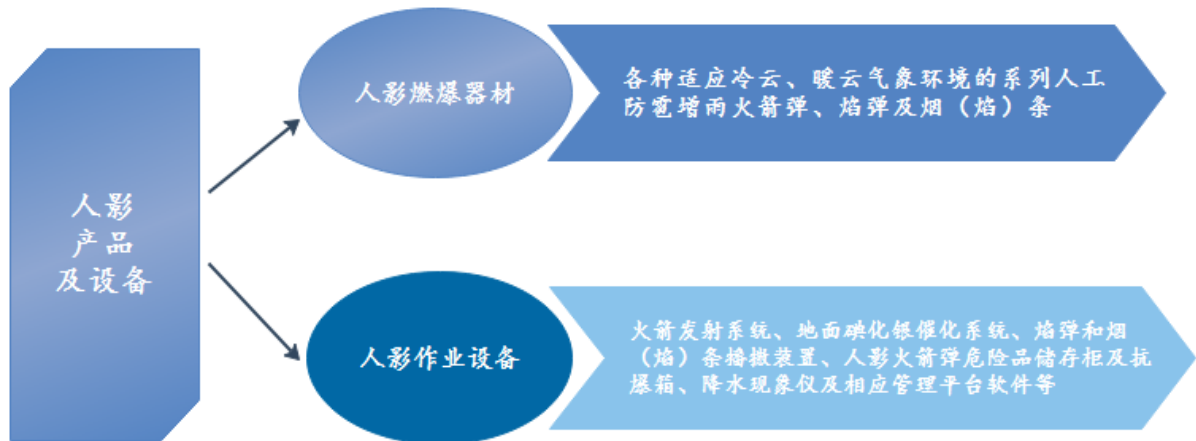 人影
产品
及设备
人影燃爆器材
各种适应冷云、暖云气象环境的系列人工
防雹增雨火箭弹、焰弹及烟（焰）条
人影作业设备
火箭发射系统、地面碘化银催化系统、焰弹和烟
（焰）条播撒装置、人影火箭弹危险品储存柜及抗
爆箱、降水现象仪及相应管理平台软件等